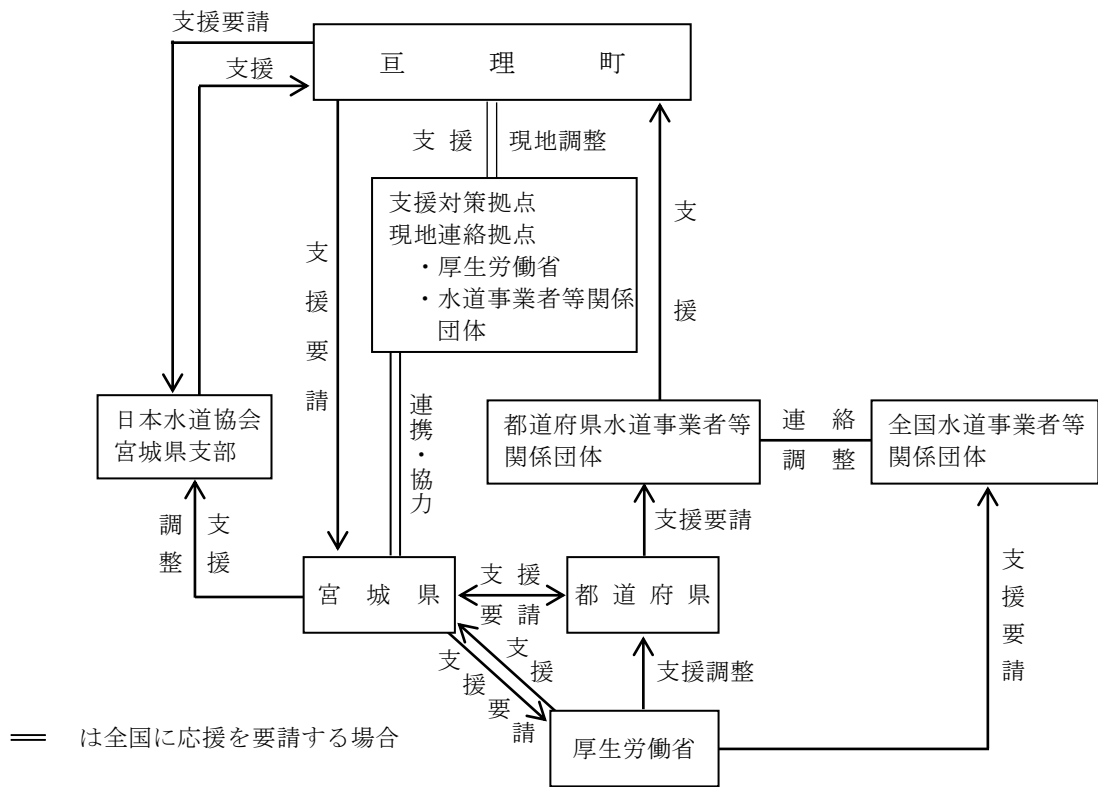 支援要請
亘 理 町
支援
支 援
現地調整
支援対策拠点
現地連絡拠点
・厚生労働省
・水道事業者等関係
団体
支援要請
支 援
連携・協力
日本水道協会
宮城県支部
都道府県水道事業者等
関係団体
連 絡
調 整
全国水道事業者等
関係団体
調整
支援
支援要請
宮 城 県
支 援
要 請
都 道 府 県
支援要請
支援
支援要請
支援調整
厚生労働省
══ は全国に応援を要請する場合